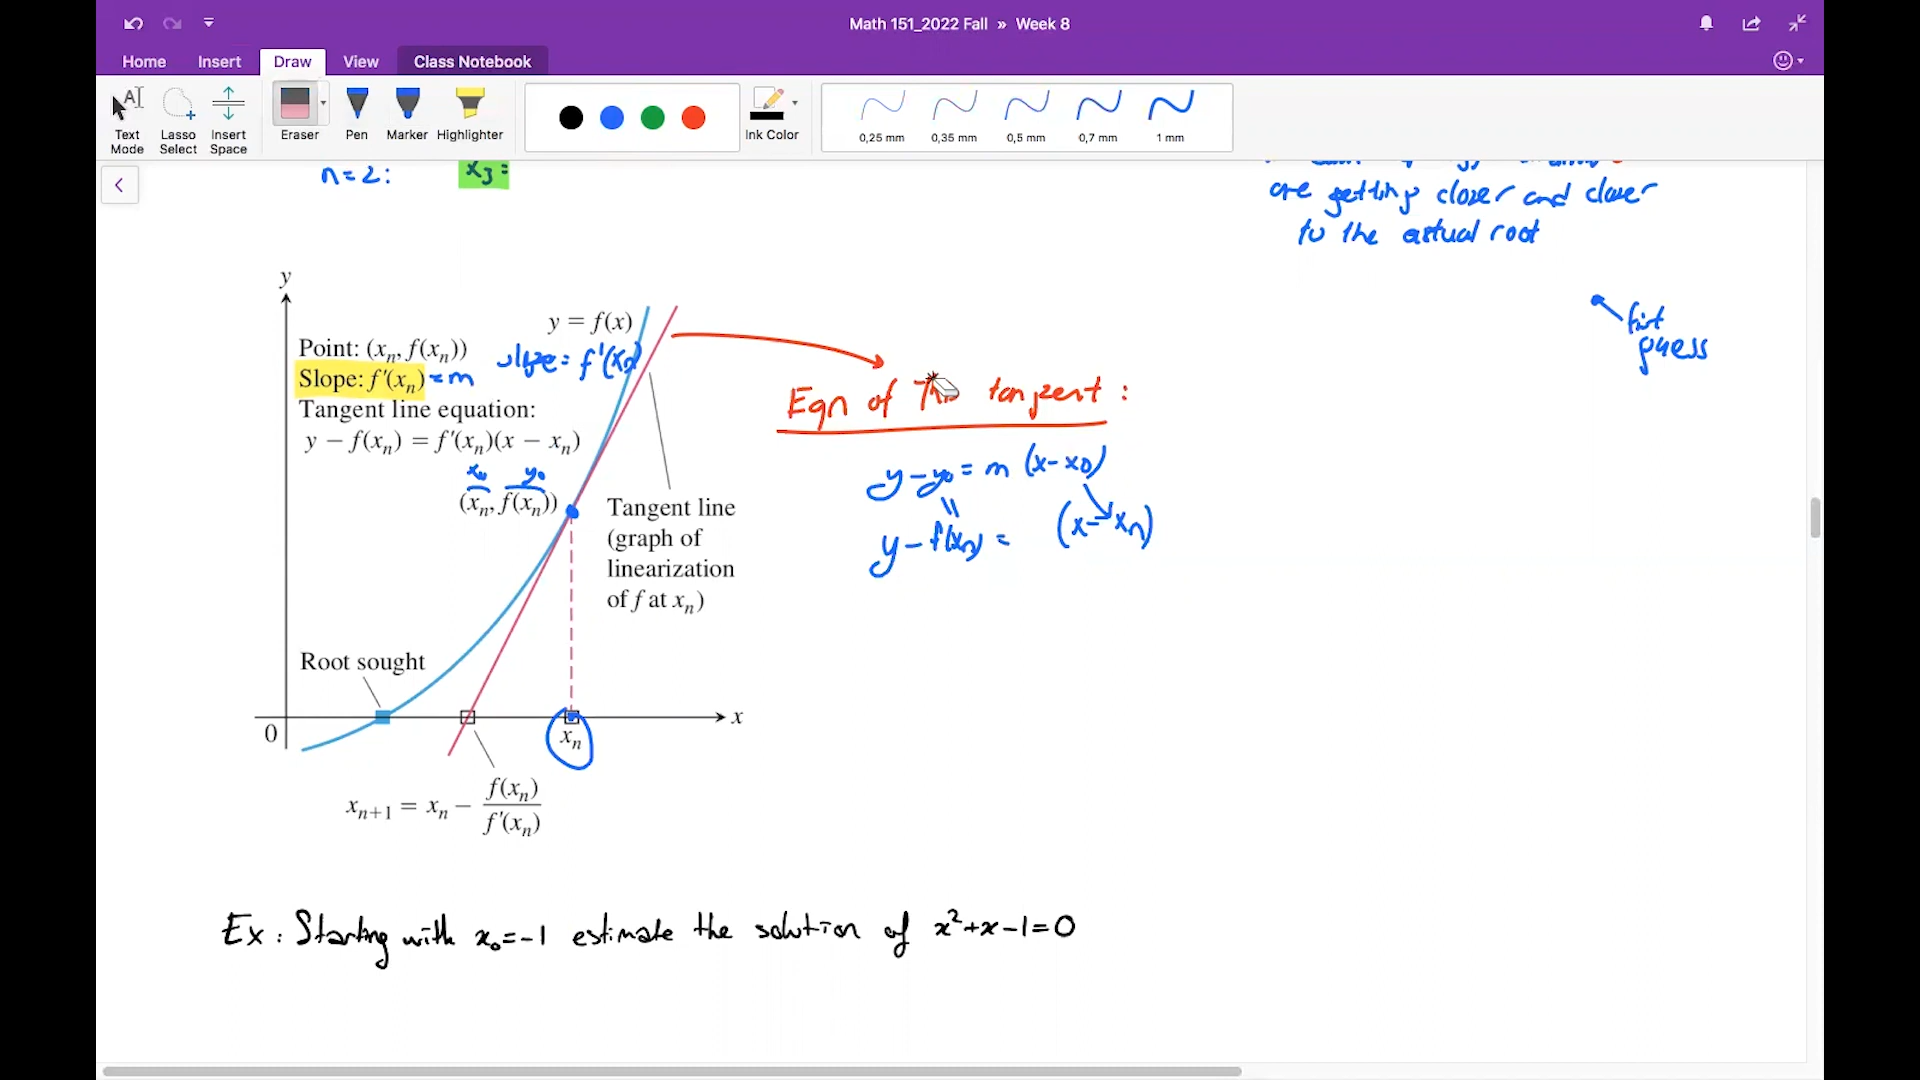 Math 151_2022 Fall » Week 8
Home Insert Draw View Class Notebook
Text Mode
Lasso Select
Insert Space
Eraser
Pen
Marker
Highlighter
Ink Color
0,25 mm 0,35 mm 0,5 mm 0,7 mm 1 mm
n=2: x₃=
are getting closer and closer
to the actual root
first
guess
y
y = f(x)
Point: (xₙ, f(xₙ))
slope = f'(xₙ)
Slope: f'(xₙ) = m
Tangent line equation:
y − f(xₙ) = f'(xₙ)(x − xₙ)
x₀ y₀
(xₙ, f(xₙ))
Tangent line
(graph of
linearization
of f at xₙ)
Eqn of tangent:
y-y₀ = m (x-x₀)
y - f(xₙ) = (x-xₙ)
Root sought
0
xₙ
x
xₙ₊₁ = xₙ − f(xₙ) / f'(xₙ)
Ex: Starting with x₀=-1 estimate the solution of x²+x-1=0